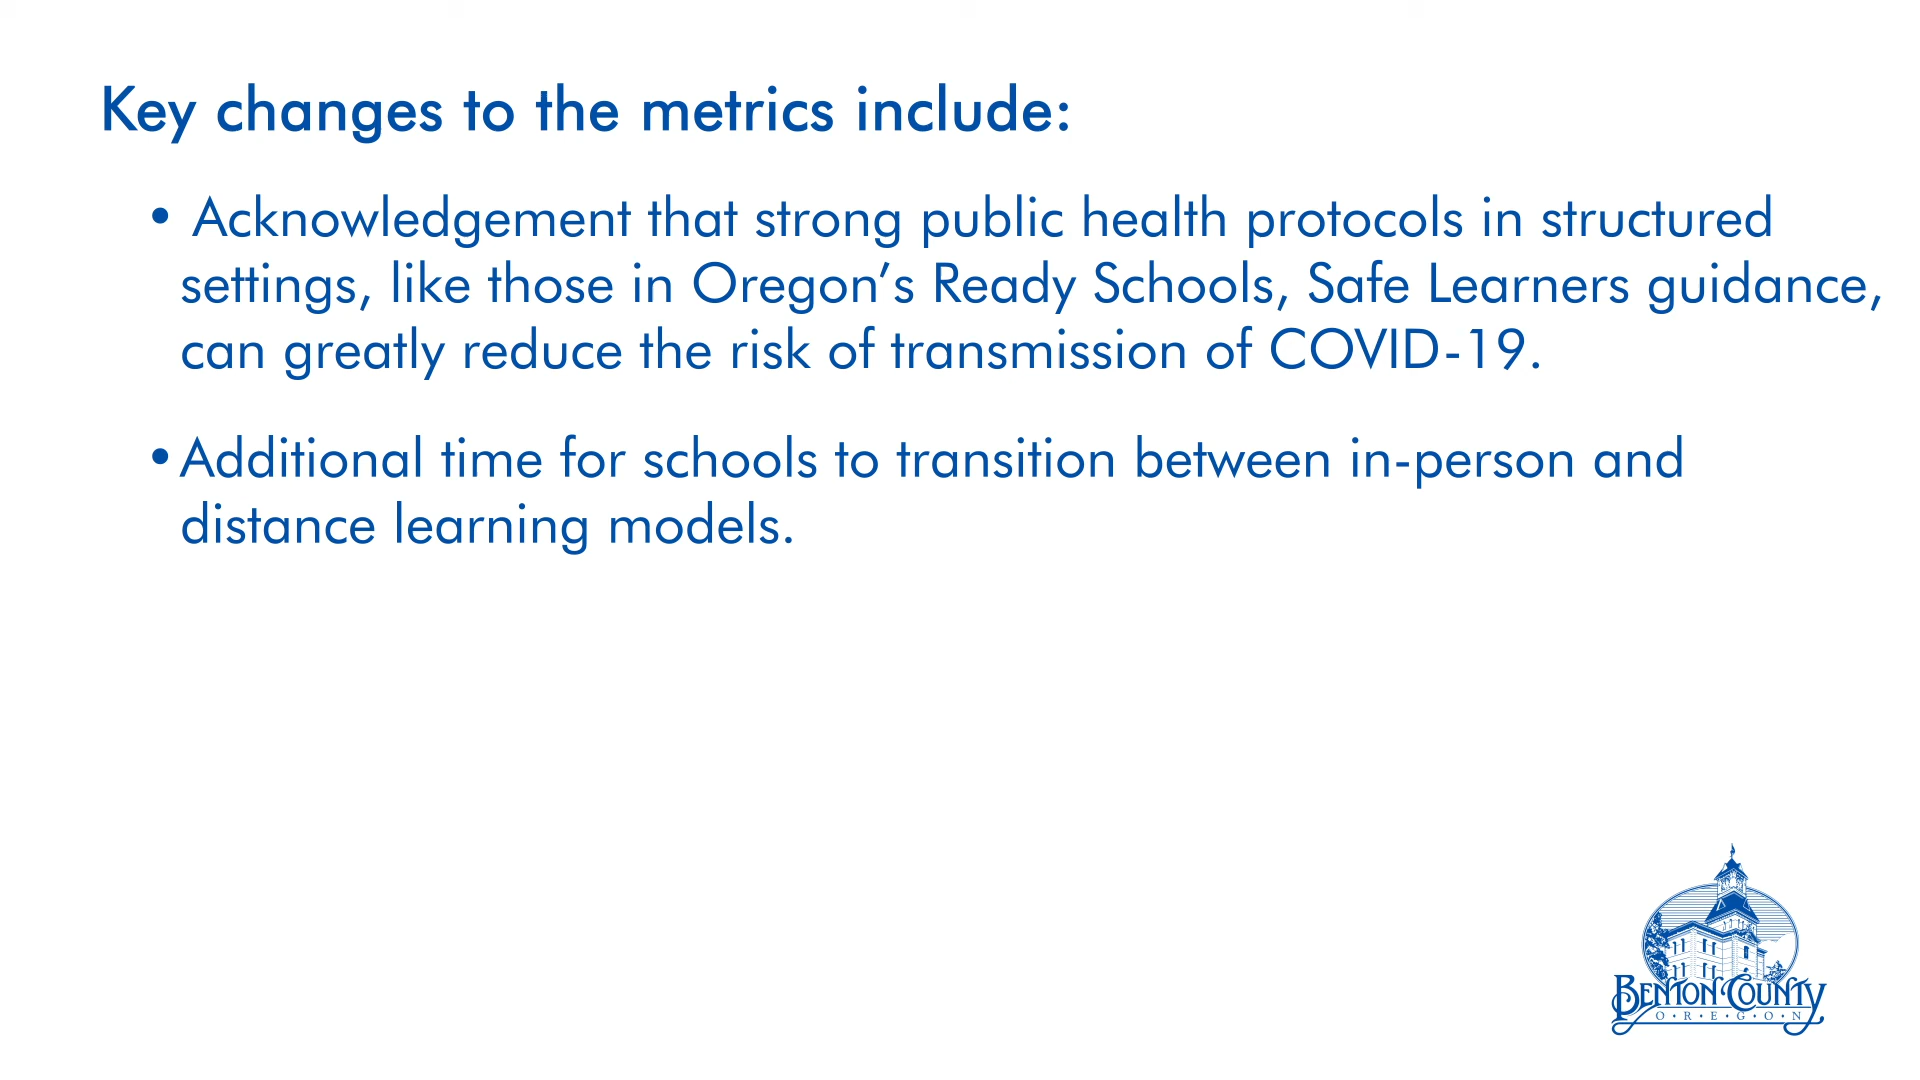 Key changes to the metrics include:
• Acknowledgement that strong public health protocols in structured
settings, like those in Oregon’s Ready Schools, Safe Learners guidance,
can greatly reduce the risk of transmission of COVID-19.
•Additional time for schools to transition between in-person and
distance learning models.
BENTON COUNTY
O•R•E•G•O•N